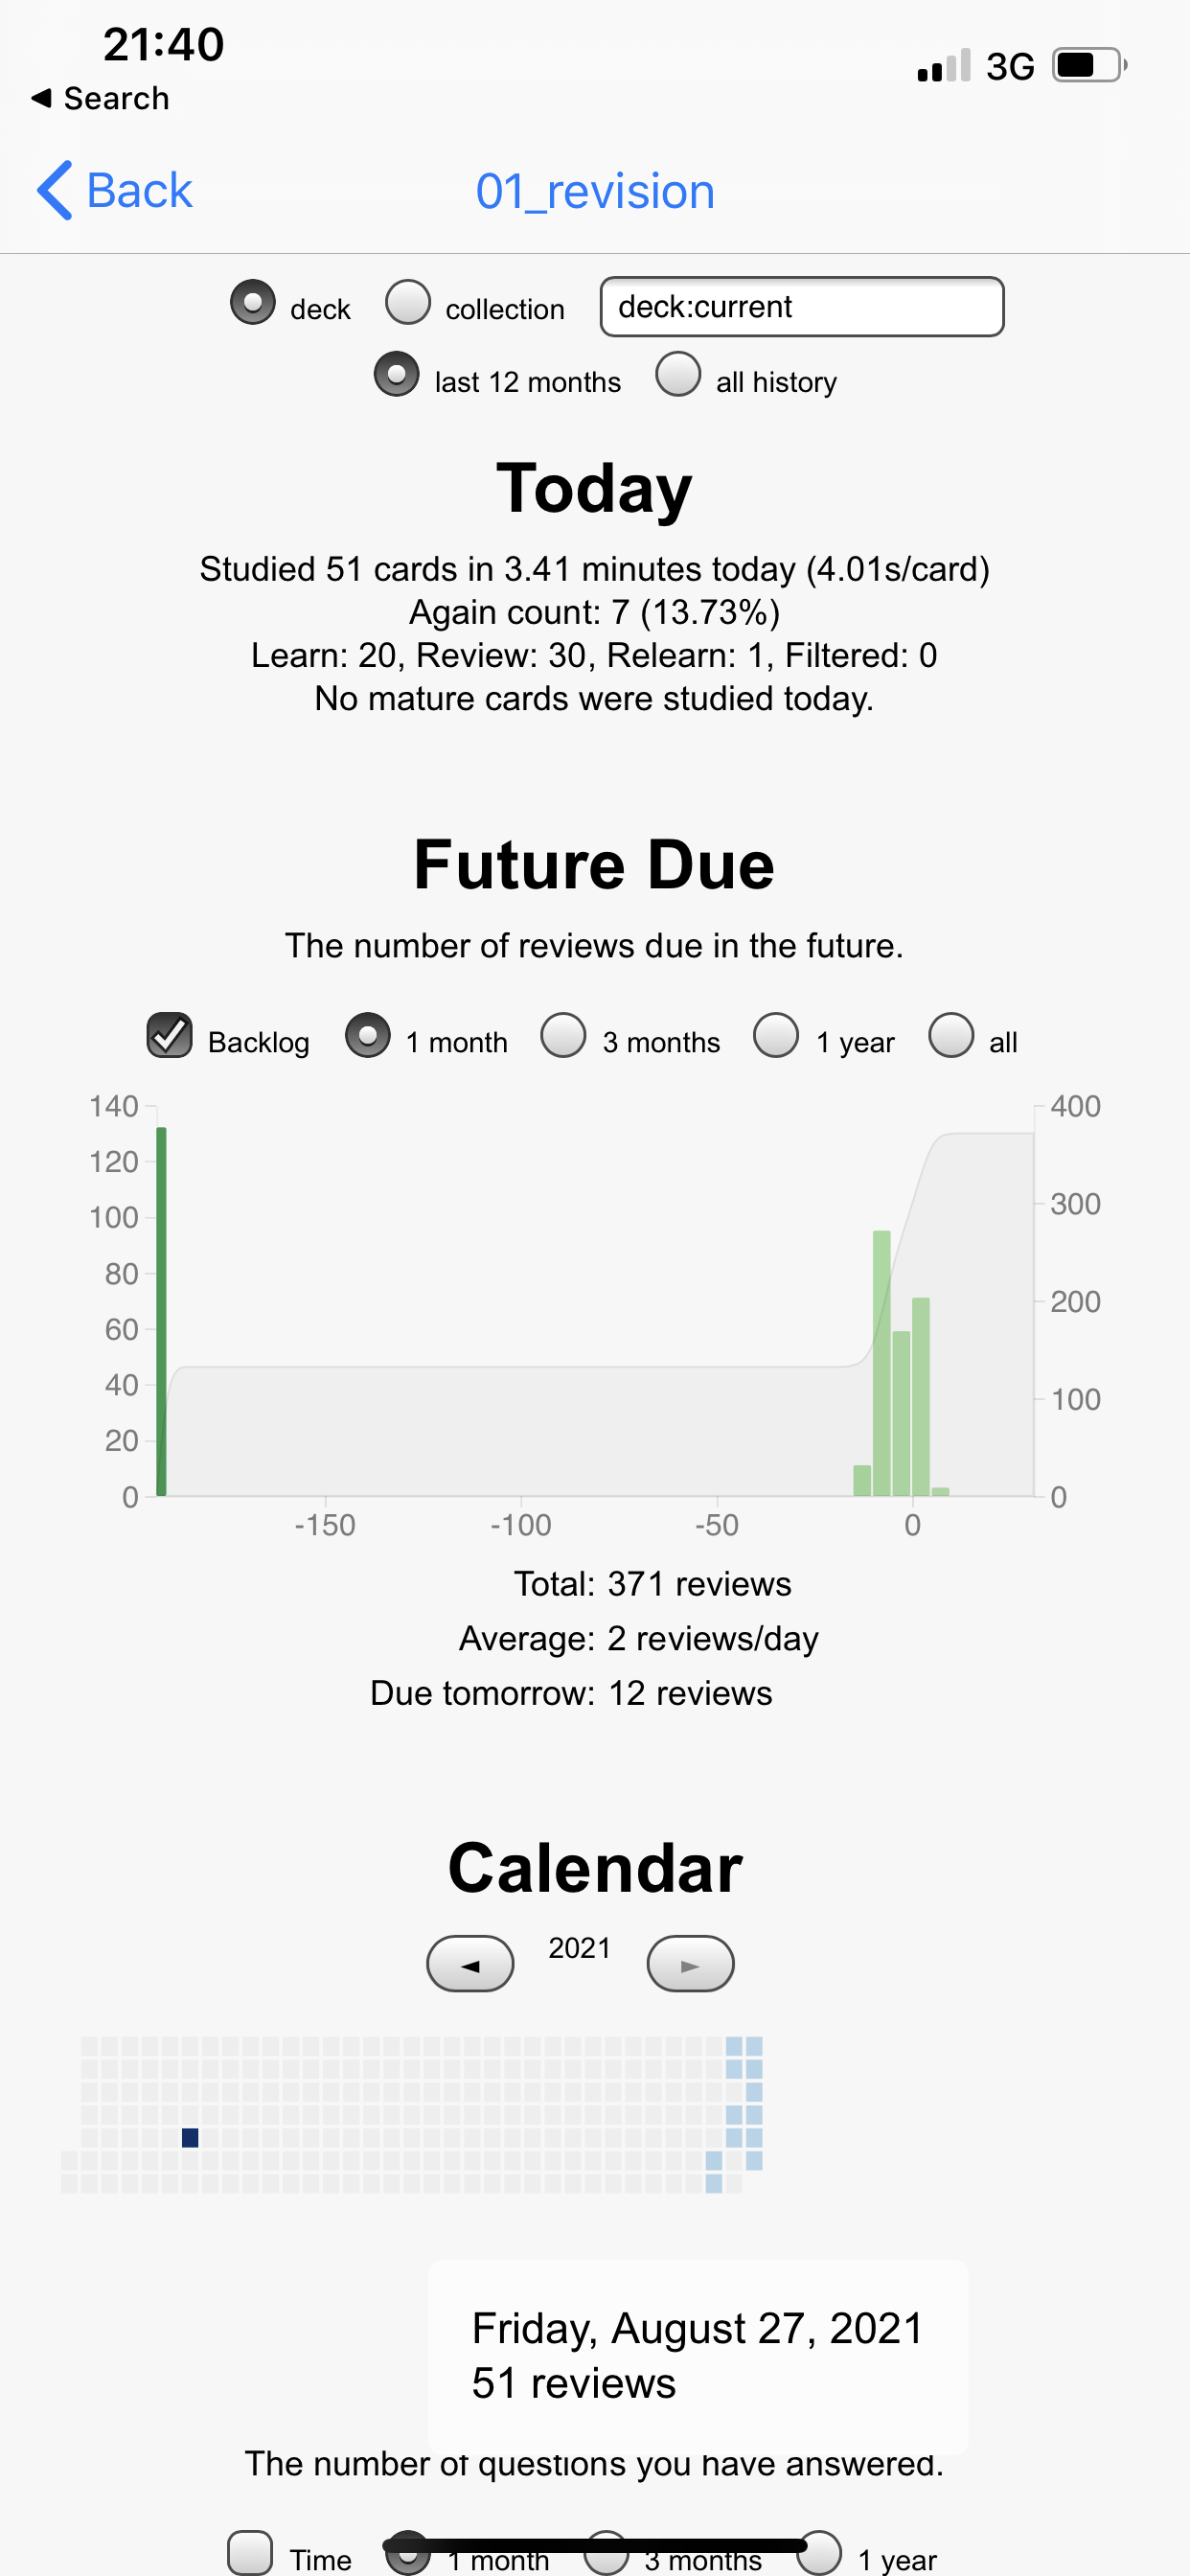 21:40
3G
◀ Search
Back
01_revision
deck collection deck:current
last 12 months all history
Today
Studied 51 cards in 3.41 minutes today (4.01s/card)
Again count: 7 (13.73%)
Learn: 20, Review: 30, Relearn: 1, Filtered: 0
No mature cards were studied today.
Future Due
The number of reviews due in the future.
Backlog 1 month 3 months 1 year all
140 400
120
100 300
80
60 200
40 100
20
0 0
-150 -100 -50 0
Total: 371 reviews
Average: 2 reviews/day
Due tomorrow: 12 reviews
Calendar
◄ 2021 ►
Friday, August 27, 2021
51 reviews
The number of questions you have answered.
Time 1 month 3 months 1 year